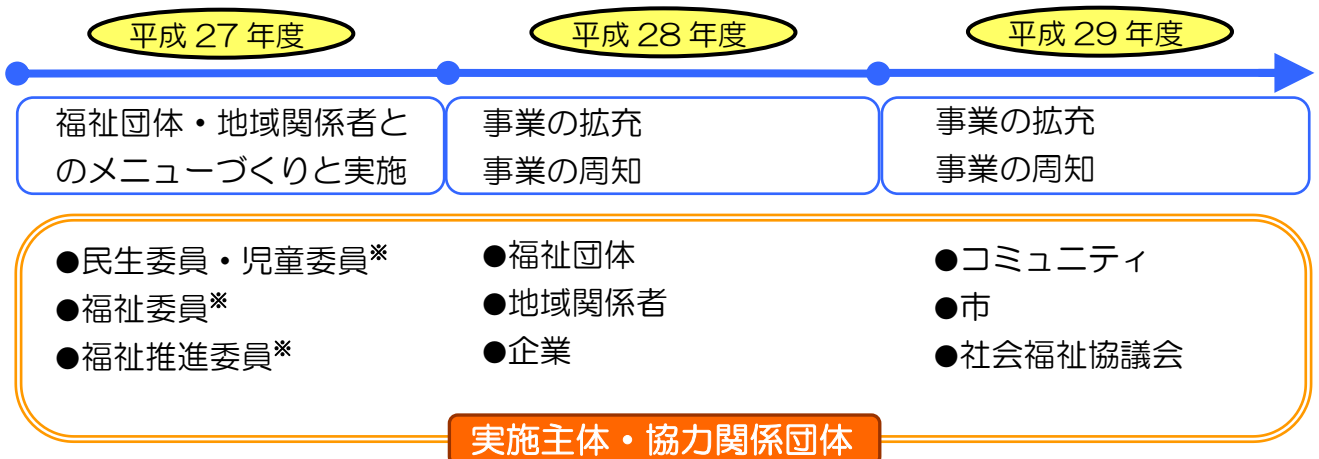 平成 27 年度
平成 28 年度
平成 29 年度
福祉団体・地域関係者と
のメニューづくりと実施
事業の拡充
事業の周知
事業の拡充
事業の周知
●民生委員・児童委員※
●福祉委員※
●福祉推進委員※
●福祉団体
●地域関係者
●企業
●コミュニティ
●市
●社会福祉協議会
実施主体・協力関係団体